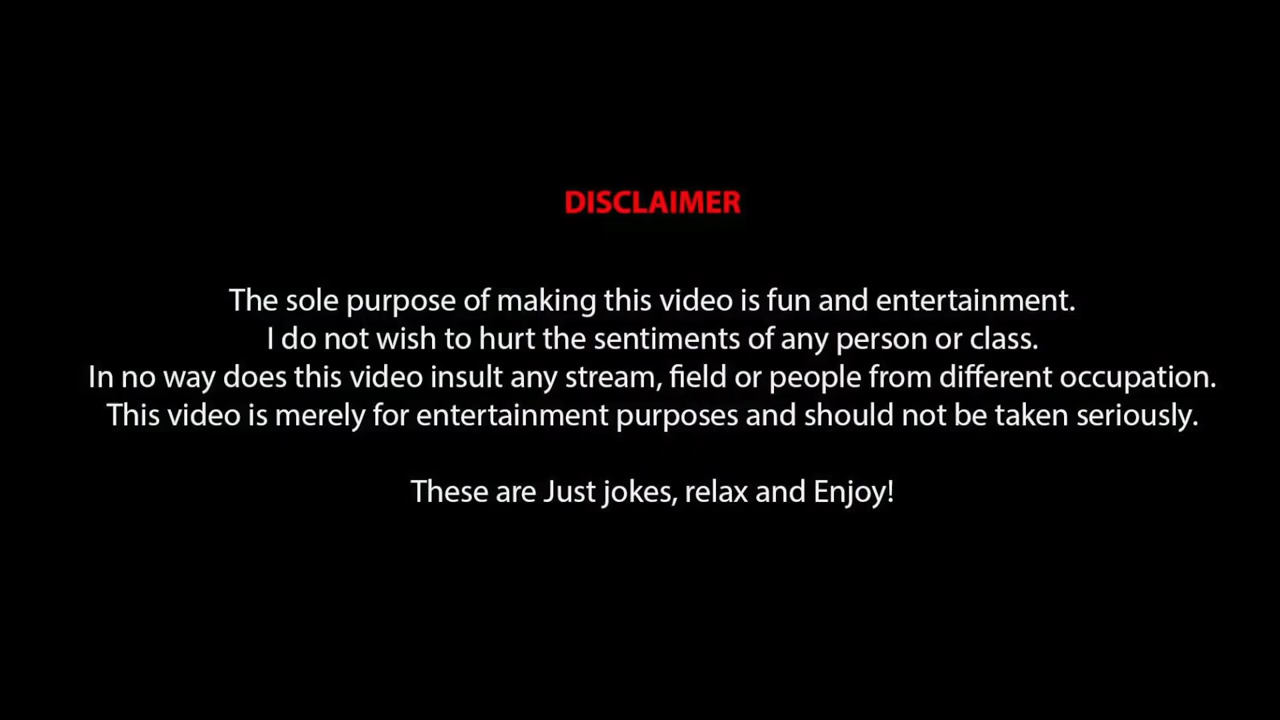 DISCLAIMER
The sole purpose of making this video is fun and entertainment.
I do not wish to hurt the sentiments of any person or class.
In no way does this video insult any stream, field or people from different occupation.
This video is merely for entertainment purposes and should not be taken seriously.
These are Just jokes, relax and Enjoy!